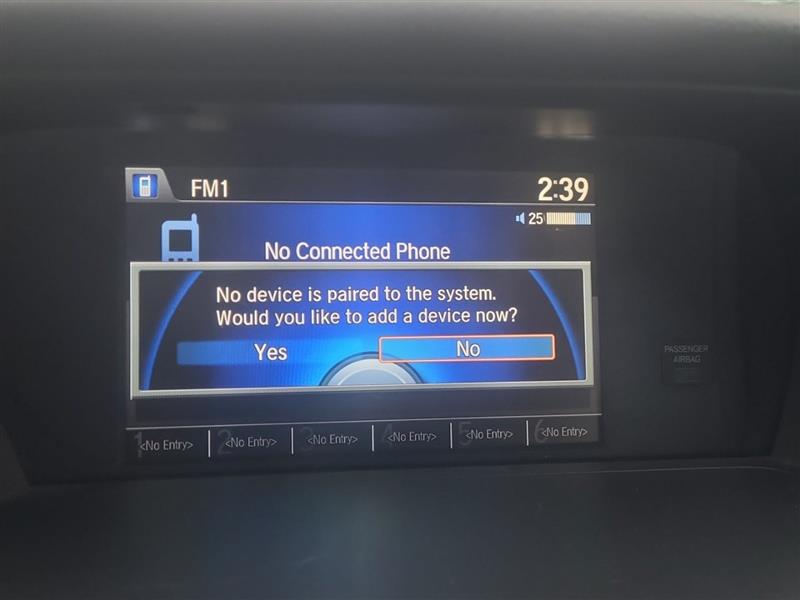 FM1
2:39
25
No Connected Phone
No device is paired to the system.
Would you like to add a device now?
Yes
No
1 <No Entry>
2 <No Entry>
3 <No Entry>
4 <No Entry>
5 <No Entry>
6 <No Entry>
PASSENGER
AIRBAG